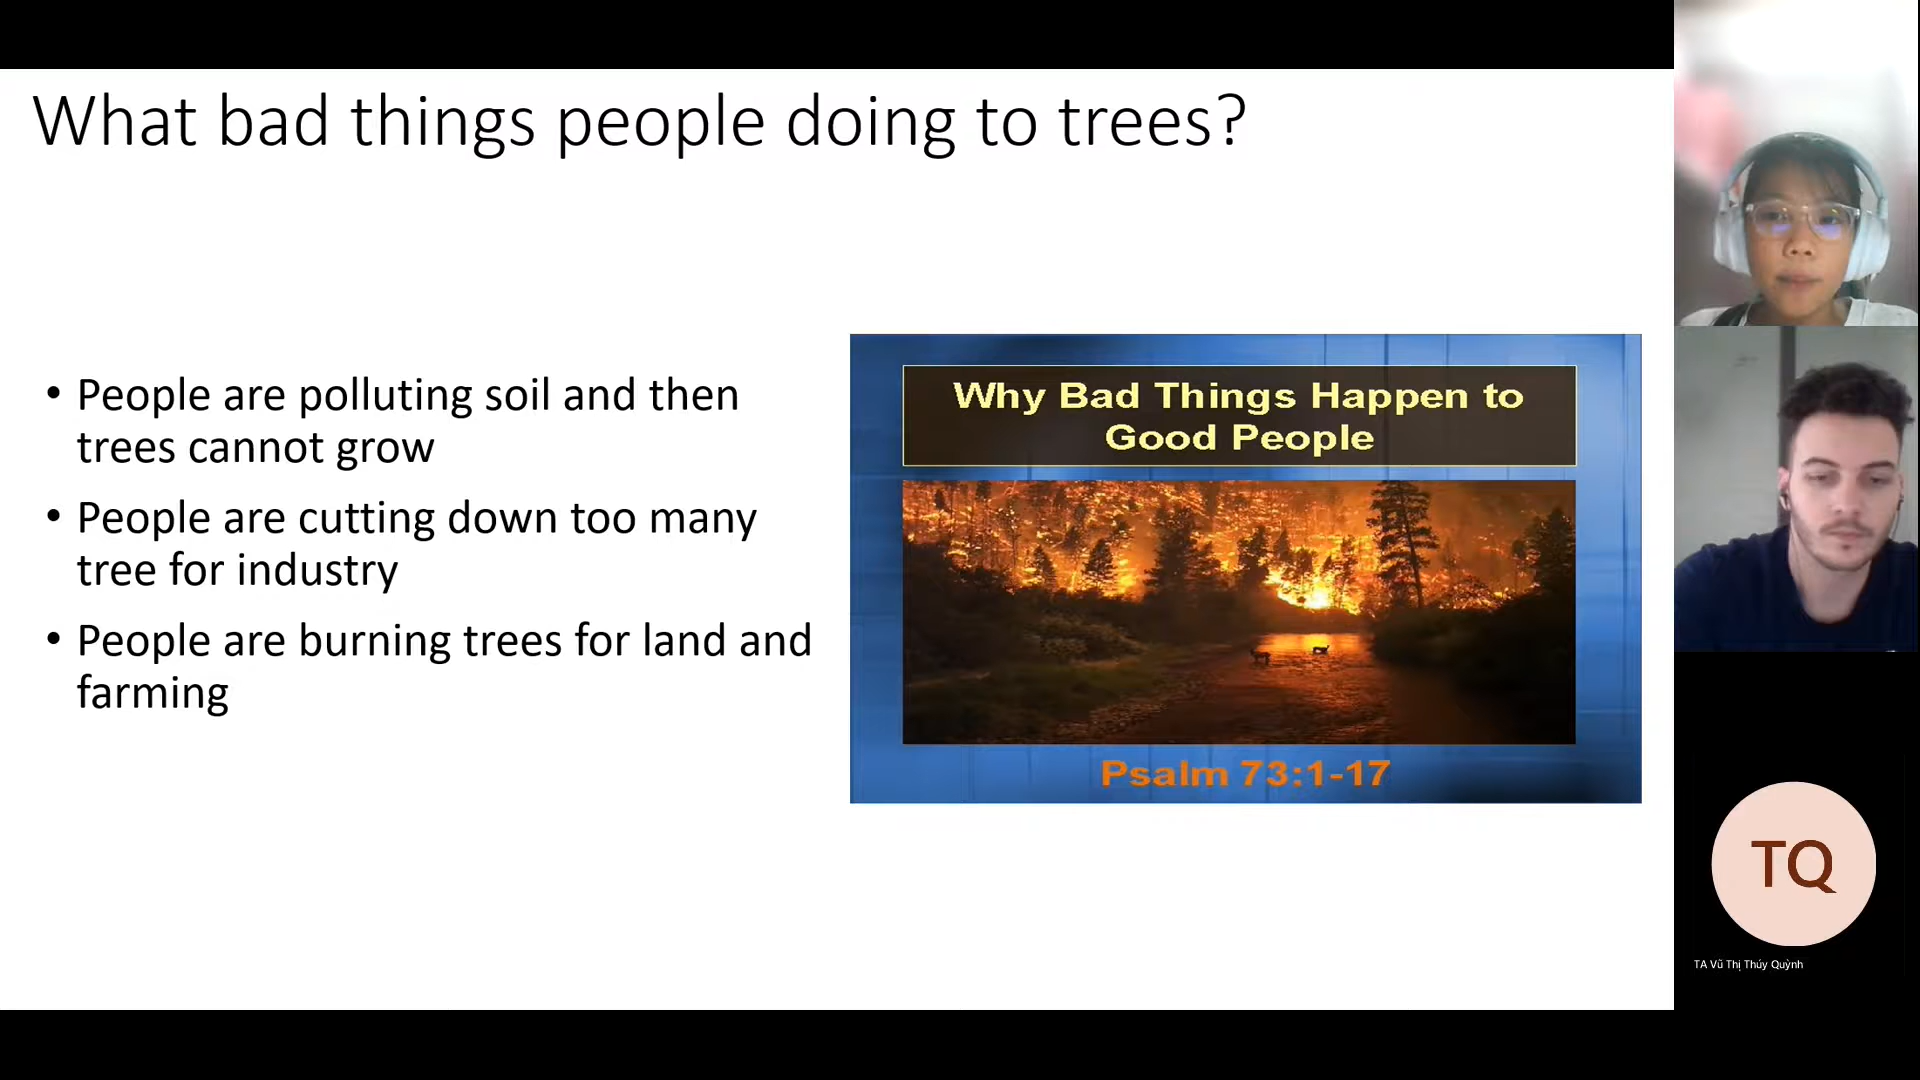 What bad things people doing to trees?
• People are polluting soil and then
trees cannot grow
• People are cutting down too many
tree for industry
• People are burning trees for land and
farming
Why Bad Things Happen to
Good People
Psalm 73:1-17
TQ
TA Vũ Thị Thúy Quỳnh